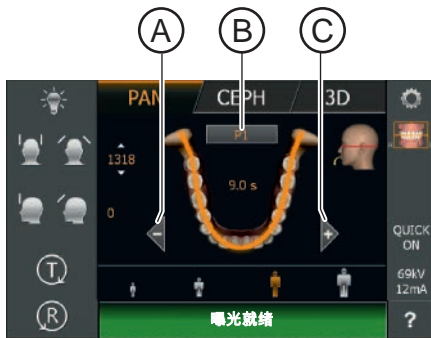 A B C
PAN CEPH 3D
P1
1318
9.0 s
0
− +
QUICK
ON
T
69kV
12mA
R
曝光就绪
?